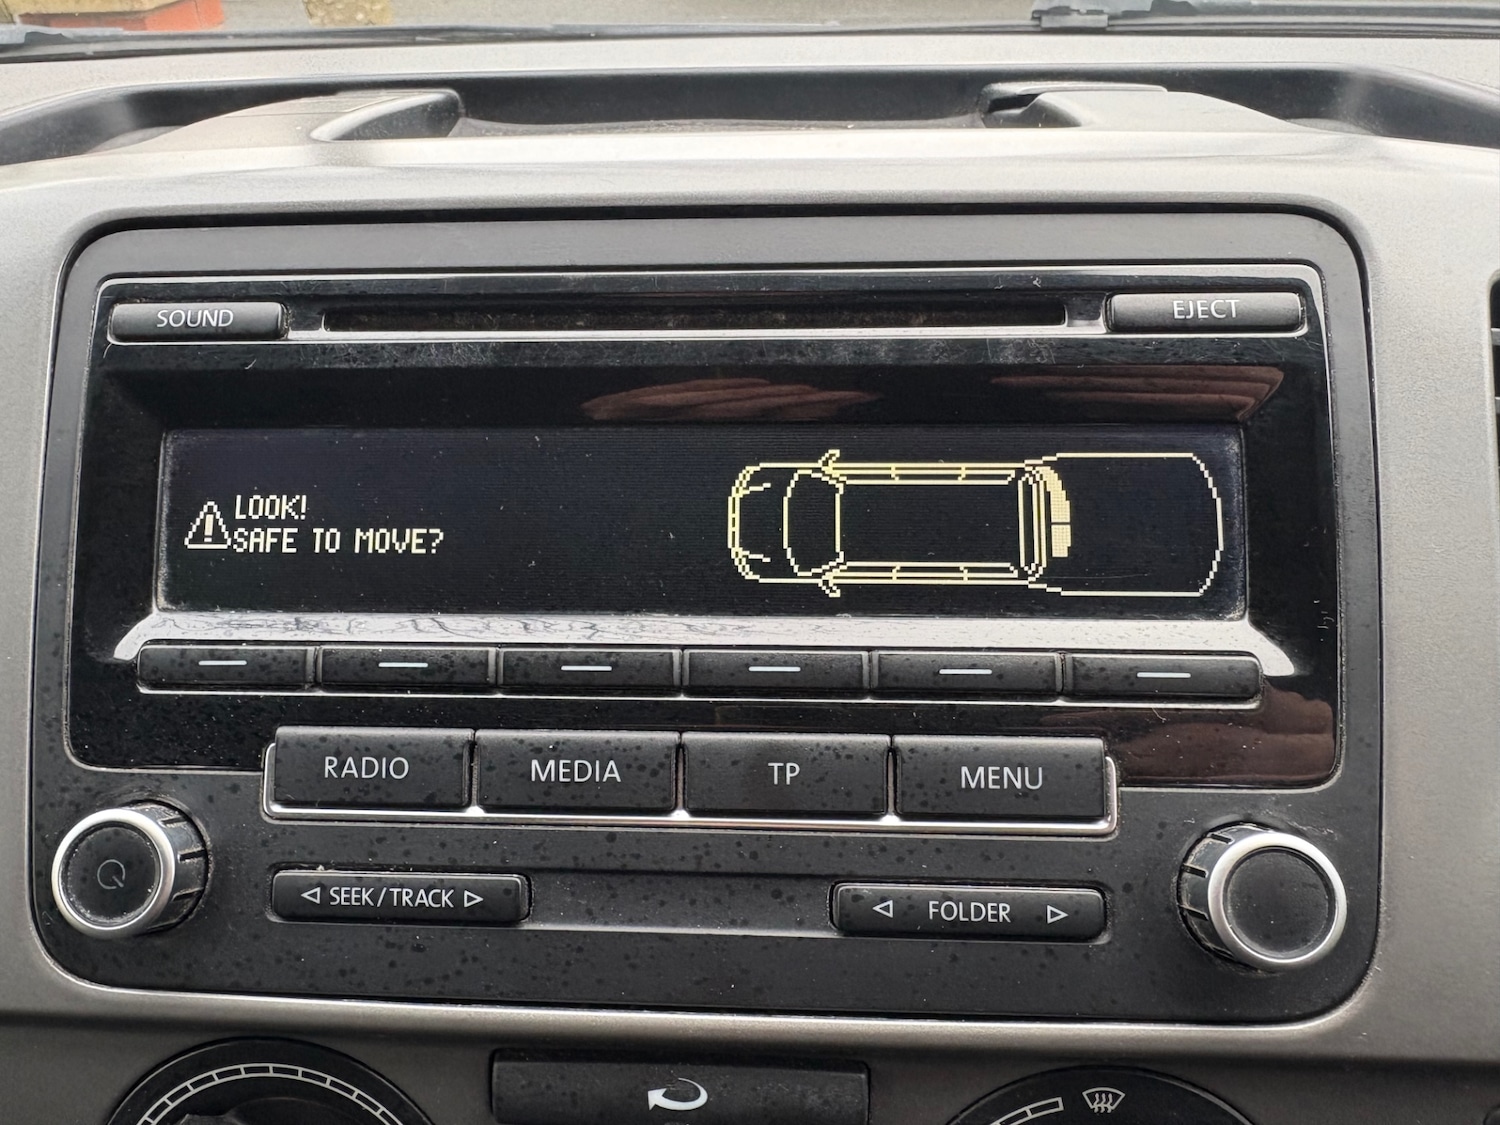 SOUND
EJECT
LOOK!
SAFE TO MOVE?
RADIO
MEDIA
TP
MENU
SEEK/TRACK
FOLDER